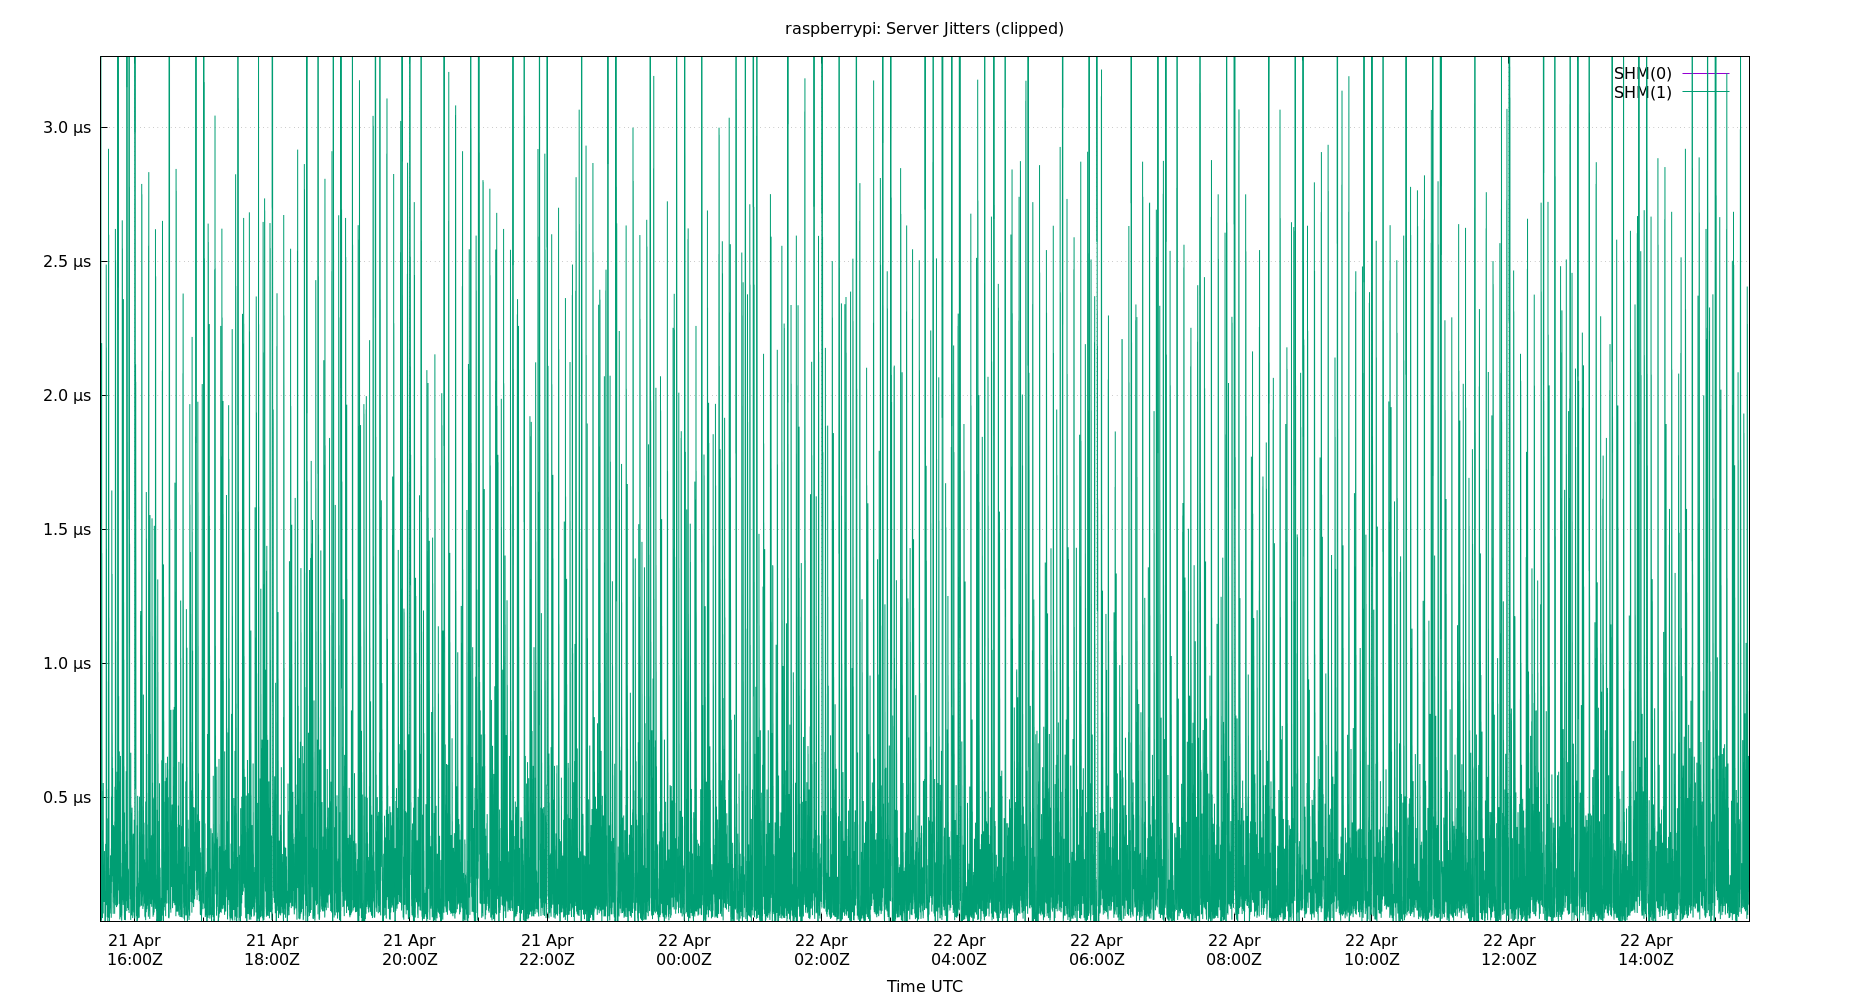 raspberrypi: Server Jitters (clipped)
SHM(0)
SHM(1)
3.0 µs
2.5 µs
2.0 µs
1.5 µs
1.0 µs
0.5 µs
21 Apr 21 Apr 21 Apr 21 Apr 22 Apr 22 Apr 22 Apr 22 Apr 22 Apr 22 Apr 22 Apr 22 Apr
16:00Z 18:00Z 20:00Z 22:00Z 00:00Z 02:00Z 04:00Z 06:00Z 08:00Z 10:00Z 12:00Z 14:00Z
Time UTC